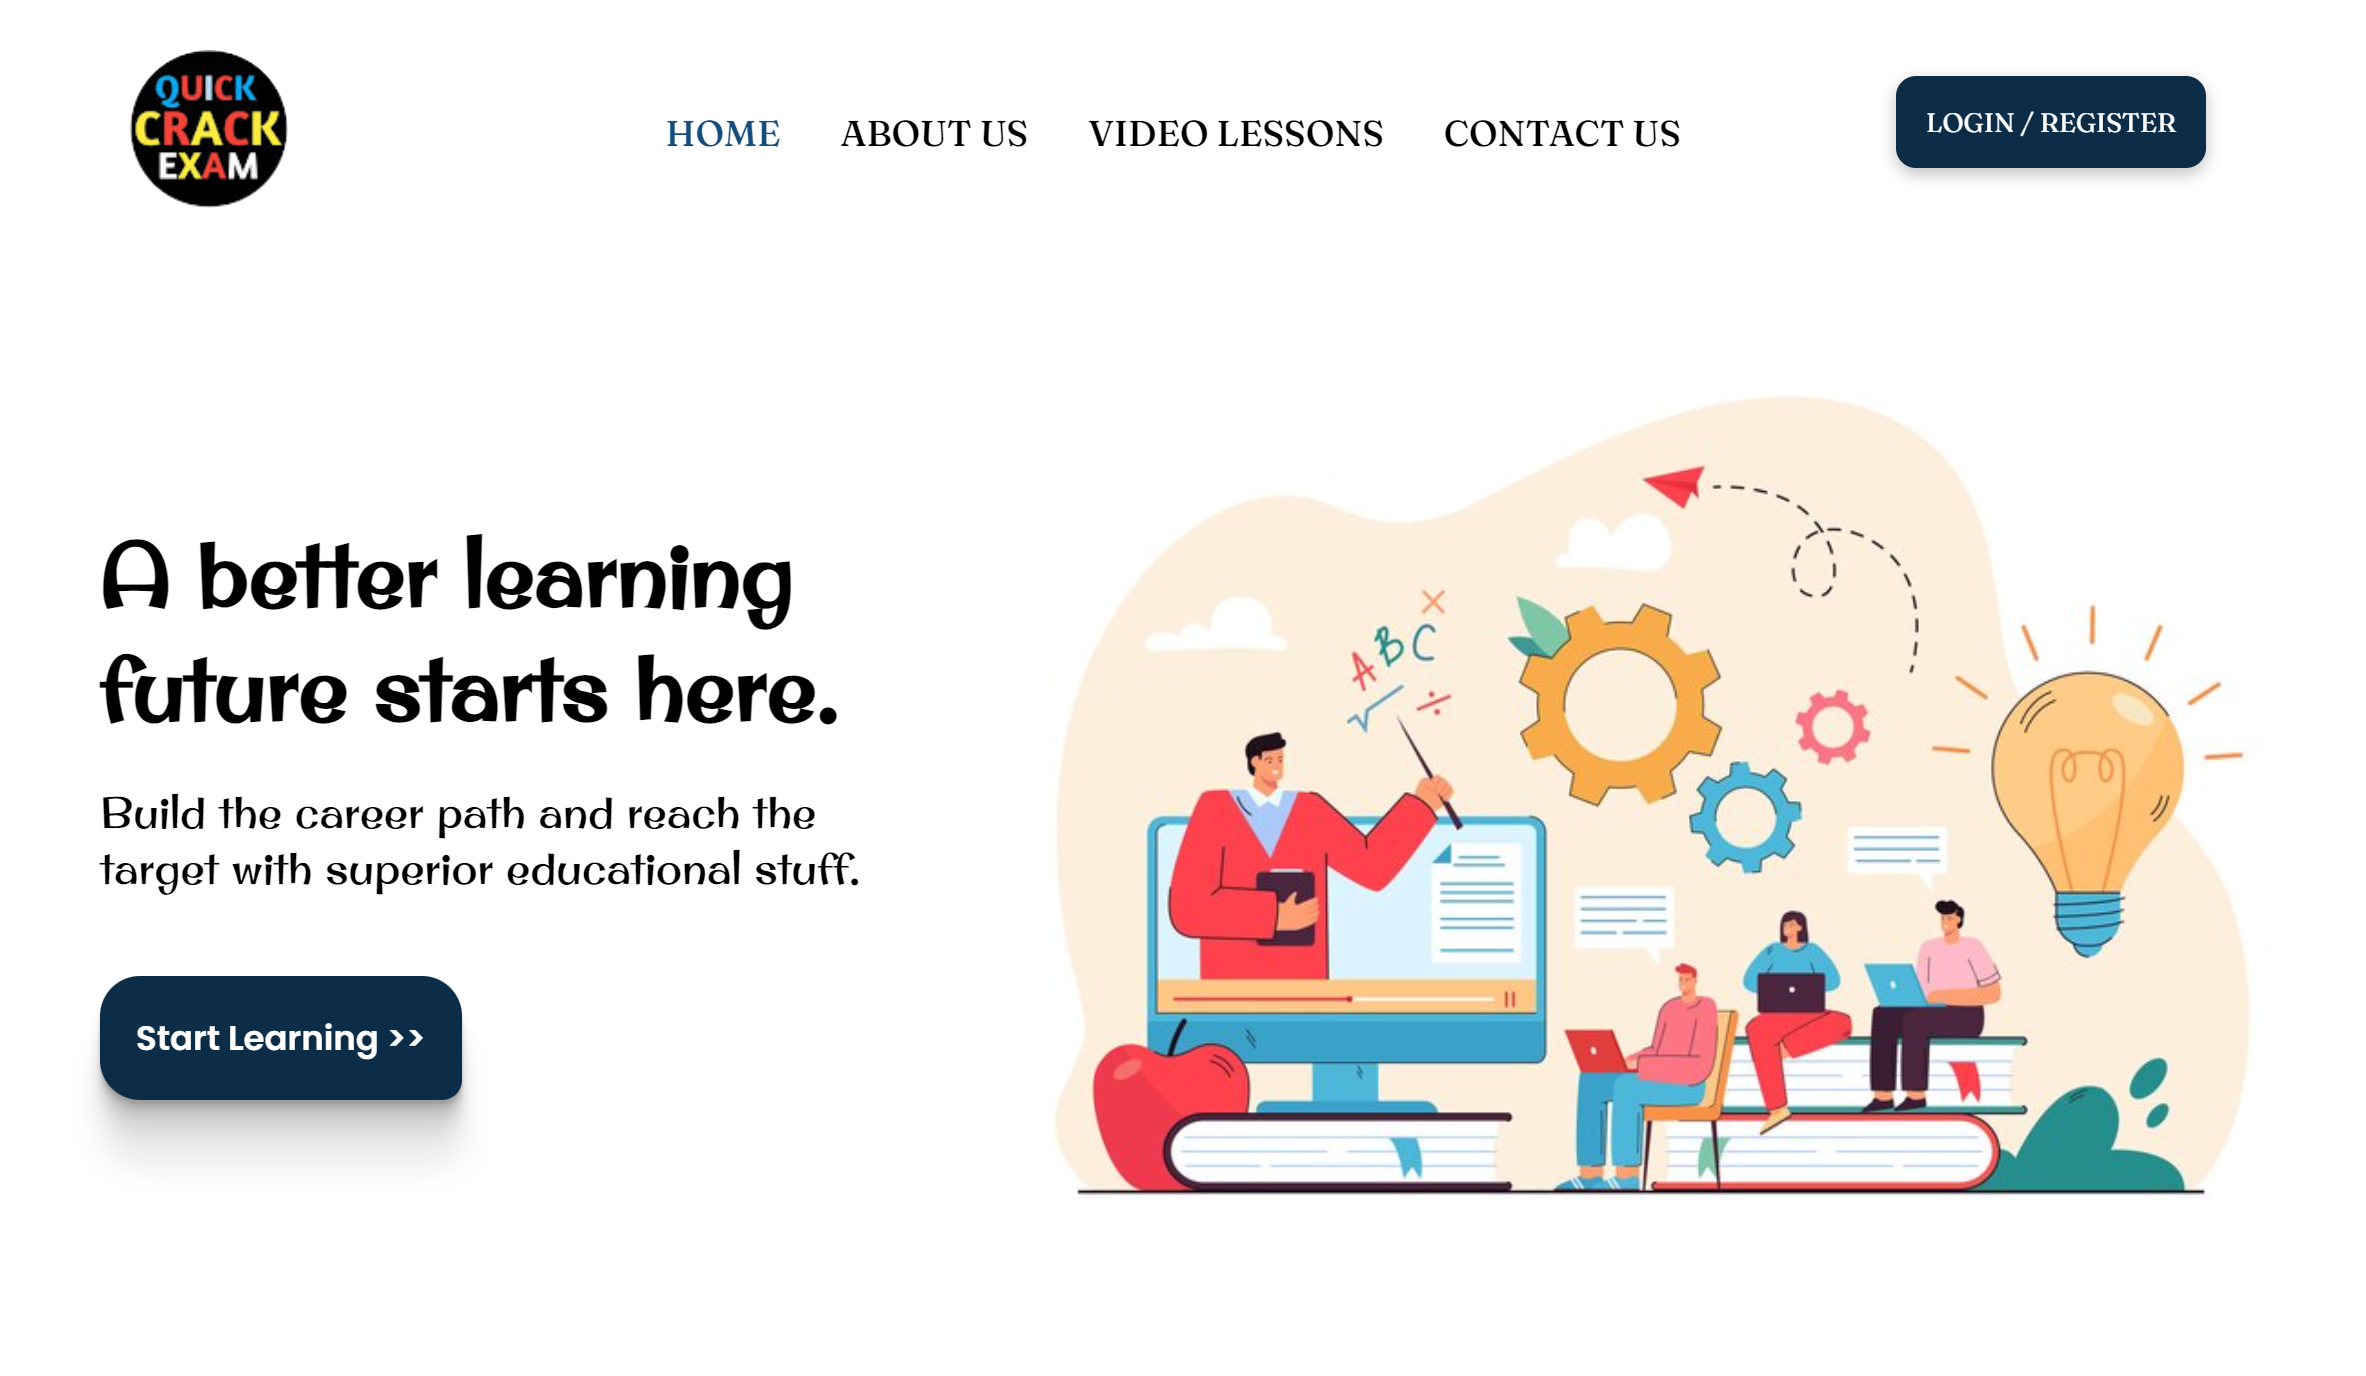 QUICK
CRACK
EXAM
HOME ABOUT US VIDEO LESSONS CONTACT US
LOGIN / REGISTER
A better learning
future starts here.
Build the career path and reach the
target with superior educational stuff.
Start Learning >>
A B C